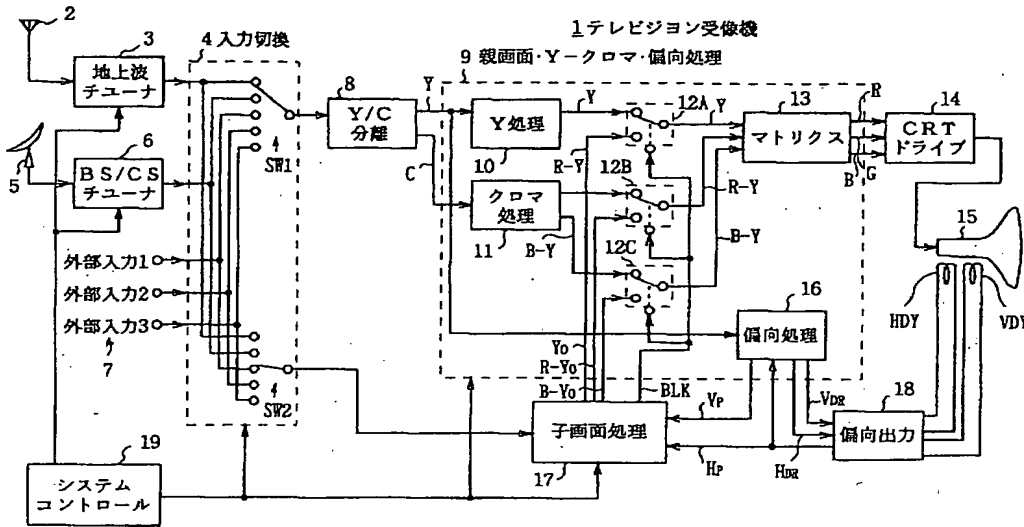 1 テレビジョン受像機
2
3
地上波
チューナ
4 入力切換
SW1
5
6
BS/CS
チューナ
外部入力1
外部入力2
外部入力3
7
SW2
8
Y/C
分離
Y
C
9 親画面・Y-クロマ・偏向処理
Y処理
10
Y
クロマ
処理
11
R-Y
B-Y
12A
12B
12C
Y
R-Y
B-Y
13
マトリクス
R
G
B
14
CRT
ドライブ
15
HDY
VDY
16
偏向処理
VDR
HDR
18
偏向出力
Y0
R-Y0
B-Y0
BLK
VP
HP
子画面処理
17
19
システム
コントロール